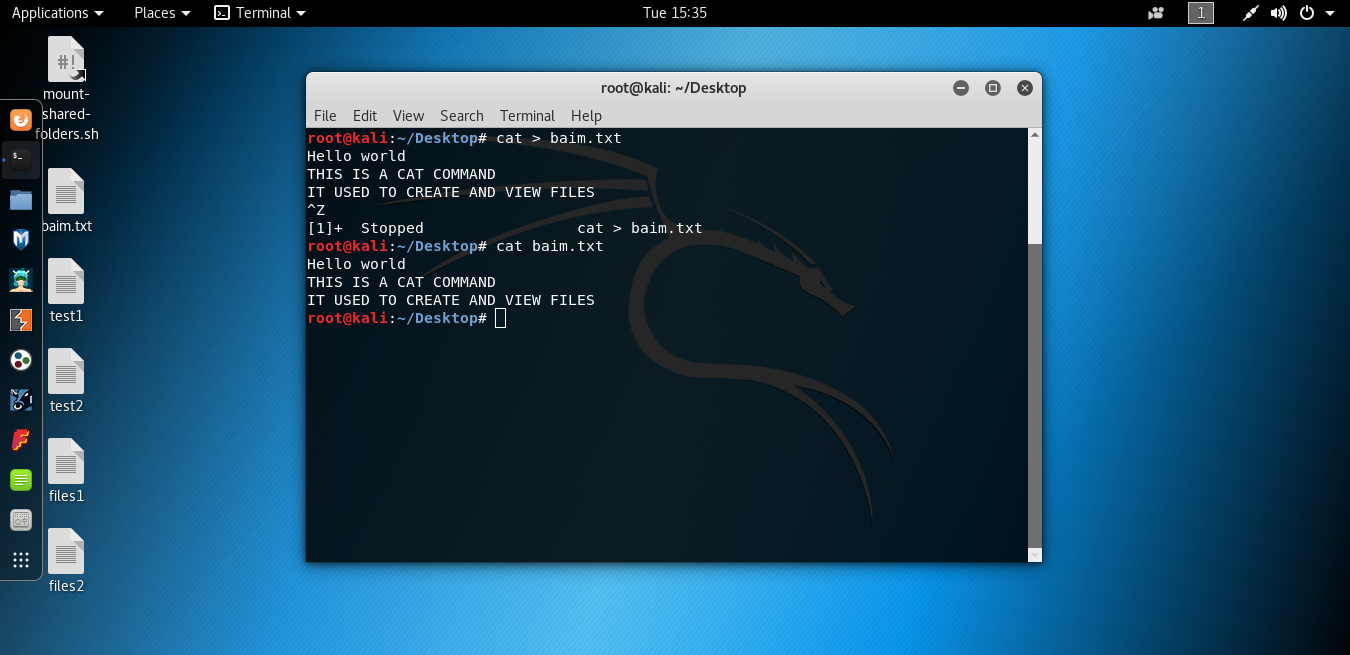 Applications Places Terminal Tue 15:35 1
#!
mount-
shared-
folders.sh
baim.txt
test1
test2
files1
files2
$_
root@kali: ~/Desktop
File Edit View Search Terminal Help
root@kali:~/Desktop# cat > baim.txt
Hello world
THIS IS A CAT COMMAND
IT USED TO CREATE AND VIEW FILES
^Z
[1]+  Stopped                 cat > baim.txt
root@kali:~/Desktop# cat baim.txt
Hello world
THIS IS A CAT COMMAND
IT USED TO CREATE AND VIEW FILES
root@kali:~/Desktop#